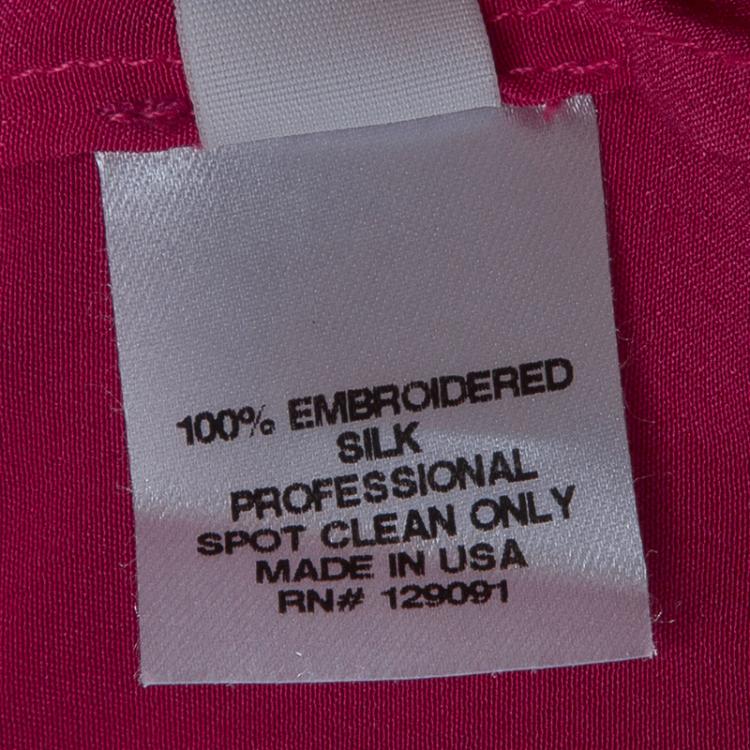 100% EMBROIDERED
SILK
PROFESSIONAL
SPOT CLEAN ONLY
MADE IN USA
RN# 129091